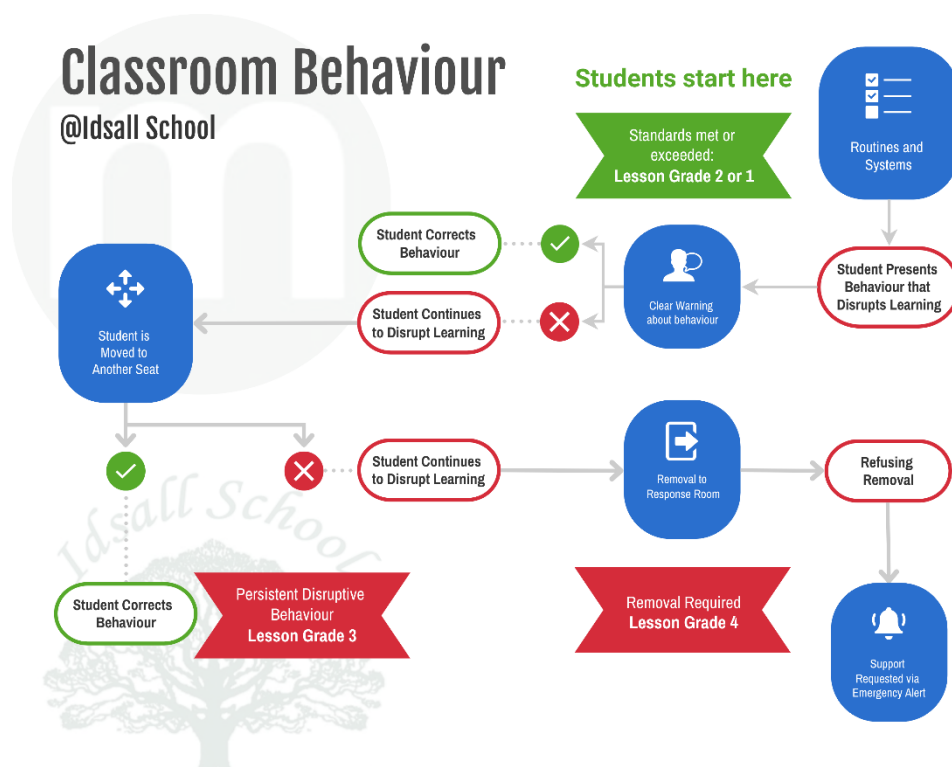 Classroom Behaviour
@Idsall School
Students start here
Standards met or
exceeded:
Lesson Grade 2 or 1
Routines and
Systems
Student Presents
Behaviour that
Disrupts Learning
Clear Warning
about behaviour
Student Corrects
Behaviour
Student Continues
to Disrupt Learning
Student is
Moved to
Another Seat
Student Continues
to Disrupt Learning
Removal to
Response Room
Refusing
Removal
Idsall School
Student Corrects
Behaviour
Persistent Disruptive
Behaviour
Lesson Grade 3
Removal Required
Lesson Grade 4
Support
Requested via
Emergency Alert